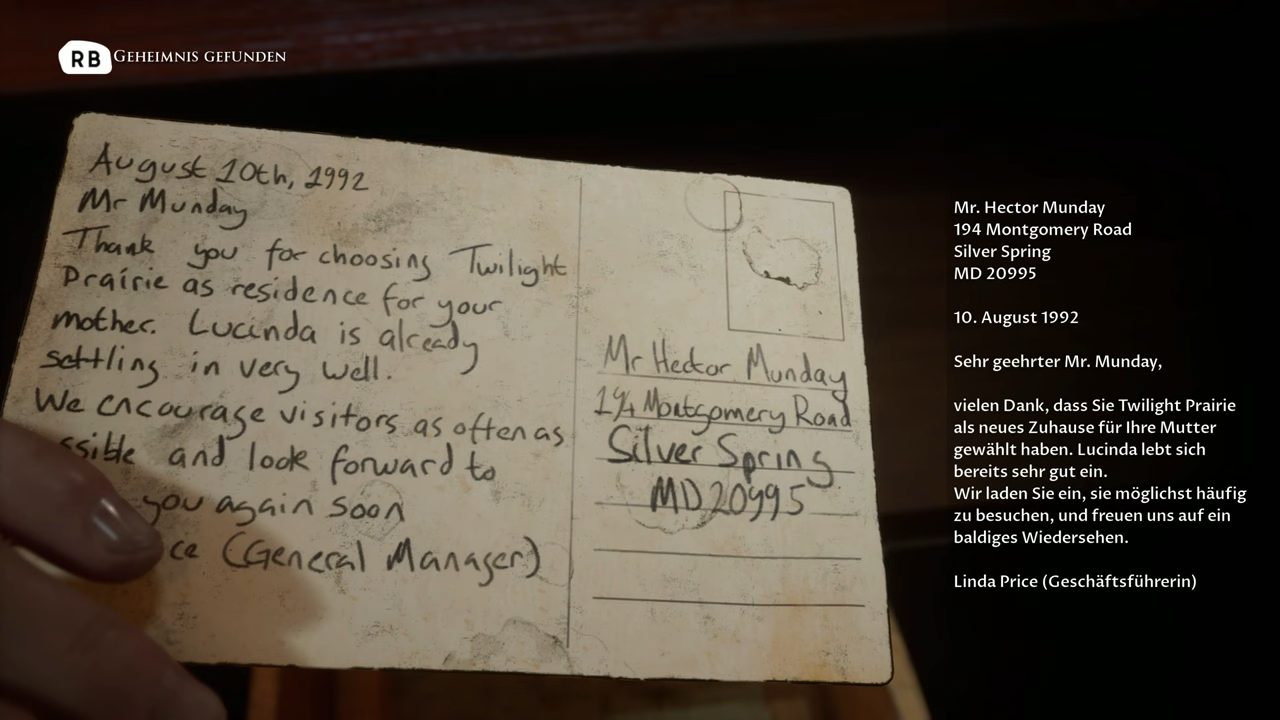 RB GEHEIMNIS GEFUNDEN
August 10th, 1992
Mr Munday
Thank you for choosing Twilight
Prairie as residence for your
mother. Lucinda is already
settling in very well.
We encourage visitors as often as
ssible and look forward to
you again soon
ce (General Manager)
Mr Hector Munday
194 Montgomery Road
Silver Spring
MD 20995
Mr. Hector Munday
194 Montgomery Road
Silver Spring
MD 20995
10. August 1992
Sehr geehrter Mr. Munday,
vielen Dank, dass Sie Twilight Prairie
als neues Zuhause für Ihre Mutter
gewählt haben. Lucinda lebt sich
bereits sehr gut ein.
Wir laden Sie ein, sie möglichst häufig
zu besuchen, und freuen uns auf ein
baldiges Wiedersehen.
Linda Price (Geschäftsführerin)